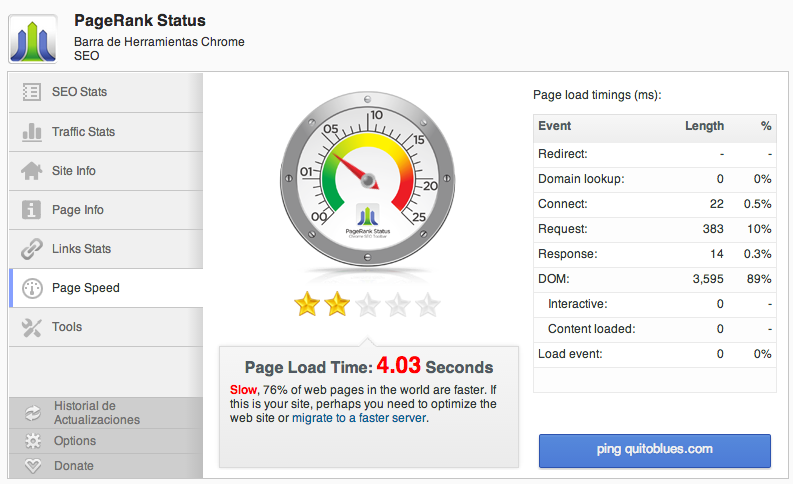 PageRank Status
Barra de Herramientas Chrome
SEO
SEO Stats
Traffic Stats
Site Info
Page Info
Links Stats
Page Speed
Tools
Historial de
Actualizaciones
Options
Donate
00
01
05
10
15
20
25
PageRank Status
Chrome SEO Toolbar
Page Load Time: 4.03 Seconds
Slow, 76% of web pages in the world are faster. If
this is your site, perhaps you need to optimize the
web site or migrate to a faster server.
Page load timings (ms):
Event Length %
Redirect: - -
Domain lookup: 0 0%
Connect: 22 0.5%
Request: 383 10%
Response: 14 0.3%
DOM: 3,595 89%
Interactive: 0 -
Content loaded: 0 -
Load event: 0 0%
ping quitoblues.com